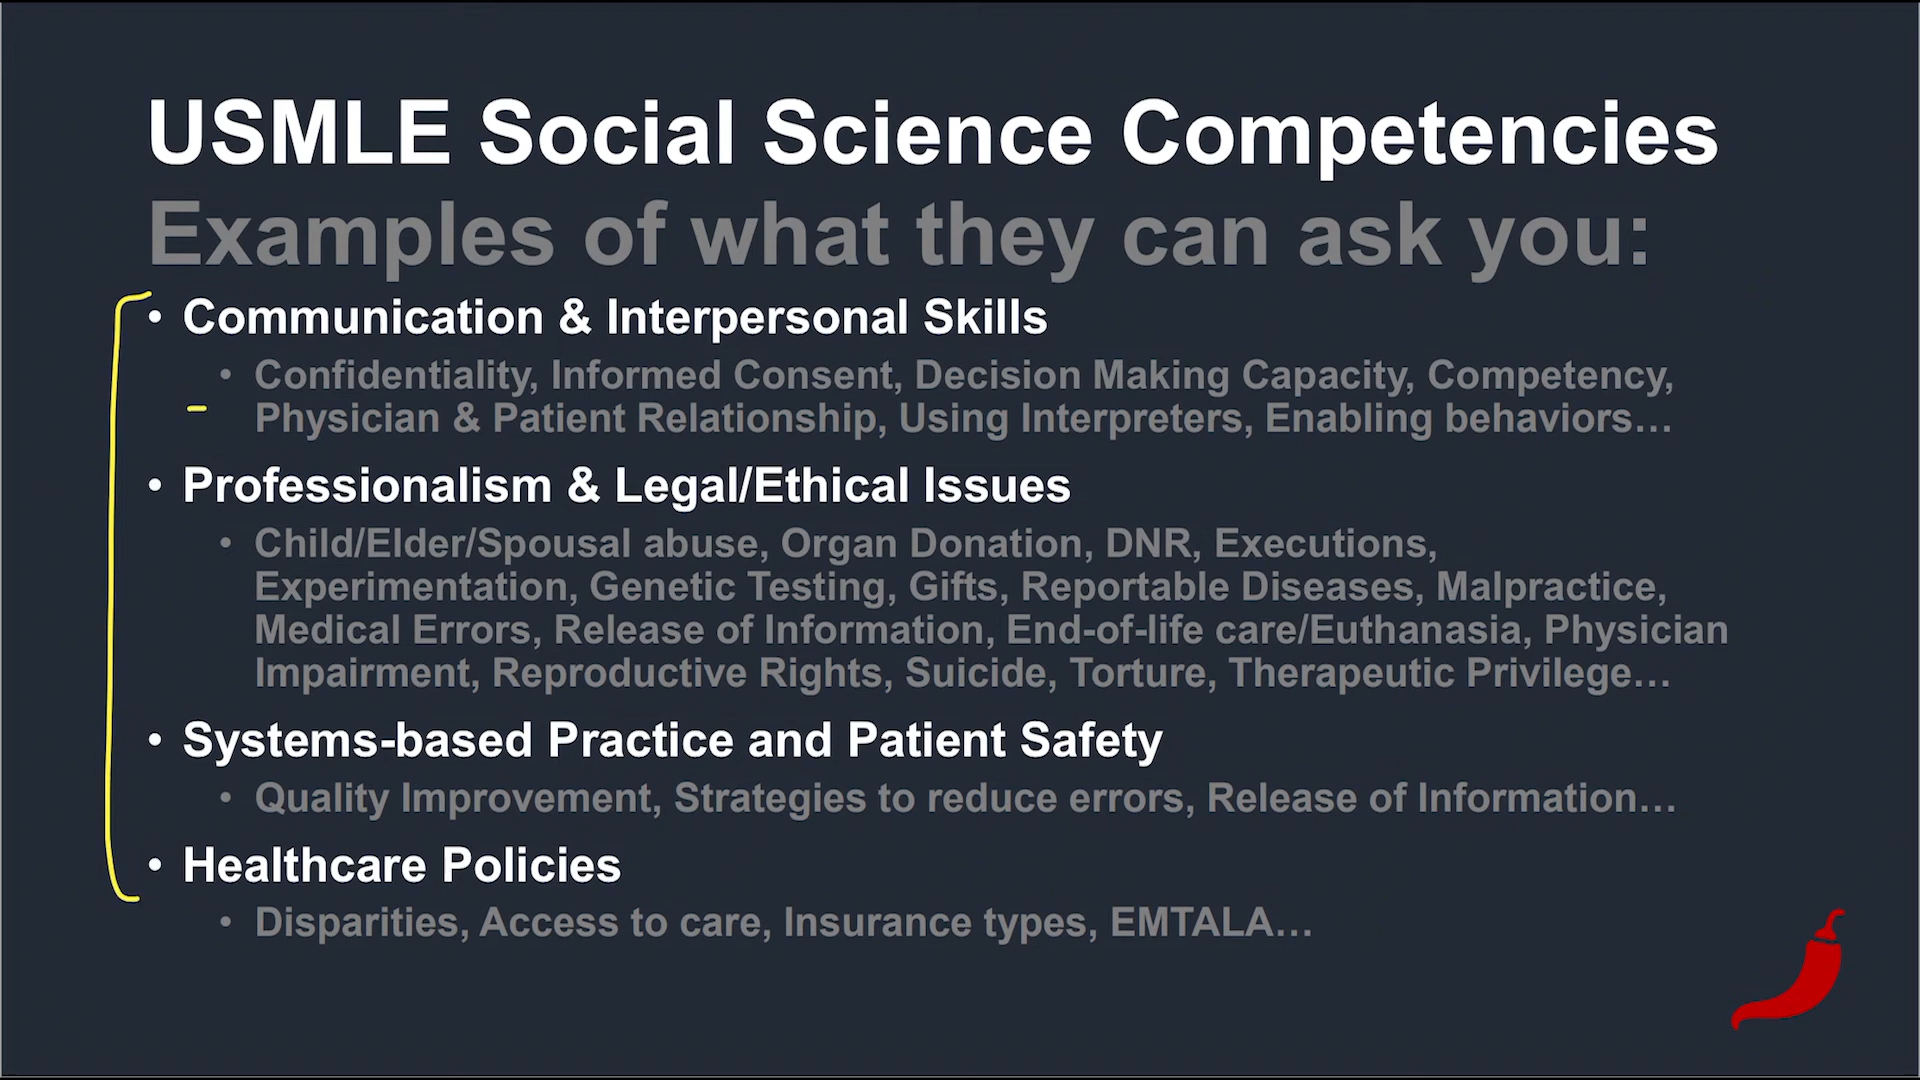 USMLE Social Science Competencies
Examples of what they can ask you:
• Communication & Interpersonal Skills
• Confidentiality, Informed Consent, Decision Making Capacity, Competency,
Physician & Patient Relationship, Using Interpreters, Enabling behaviors…
• Professionalism & Legal/Ethical Issues
• Child/Elder/Spousal abuse, Organ Donation, DNR, Executions,
Experimentation, Genetic Testing, Gifts, Reportable Diseases, Malpractice,
Medical Errors, Release of Information, End-of-life care/Euthanasia, Physician
Impairment, Reproductive Rights, Suicide, Torture, Therapeutic Privilege…
• Systems-based Practice and Patient Safety
• Quality Improvement, Strategies to reduce errors, Release of Information…
• Healthcare Policies
• Disparities, Access to care, Insurance types, EMTALA…